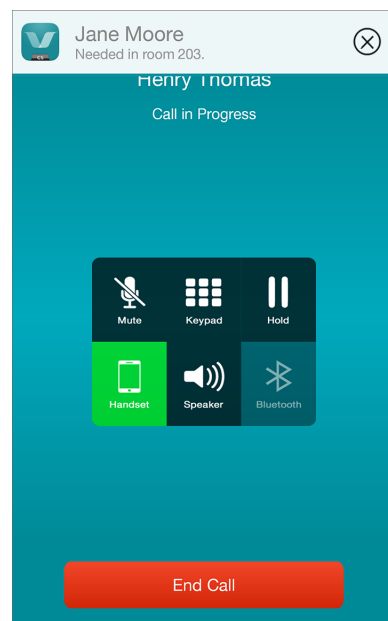 Jane Moore
Needed in room 203.
Henry Thomas
Call in Progress
Mute Keypad Hold
Handset Speaker Bluetooth
End Call